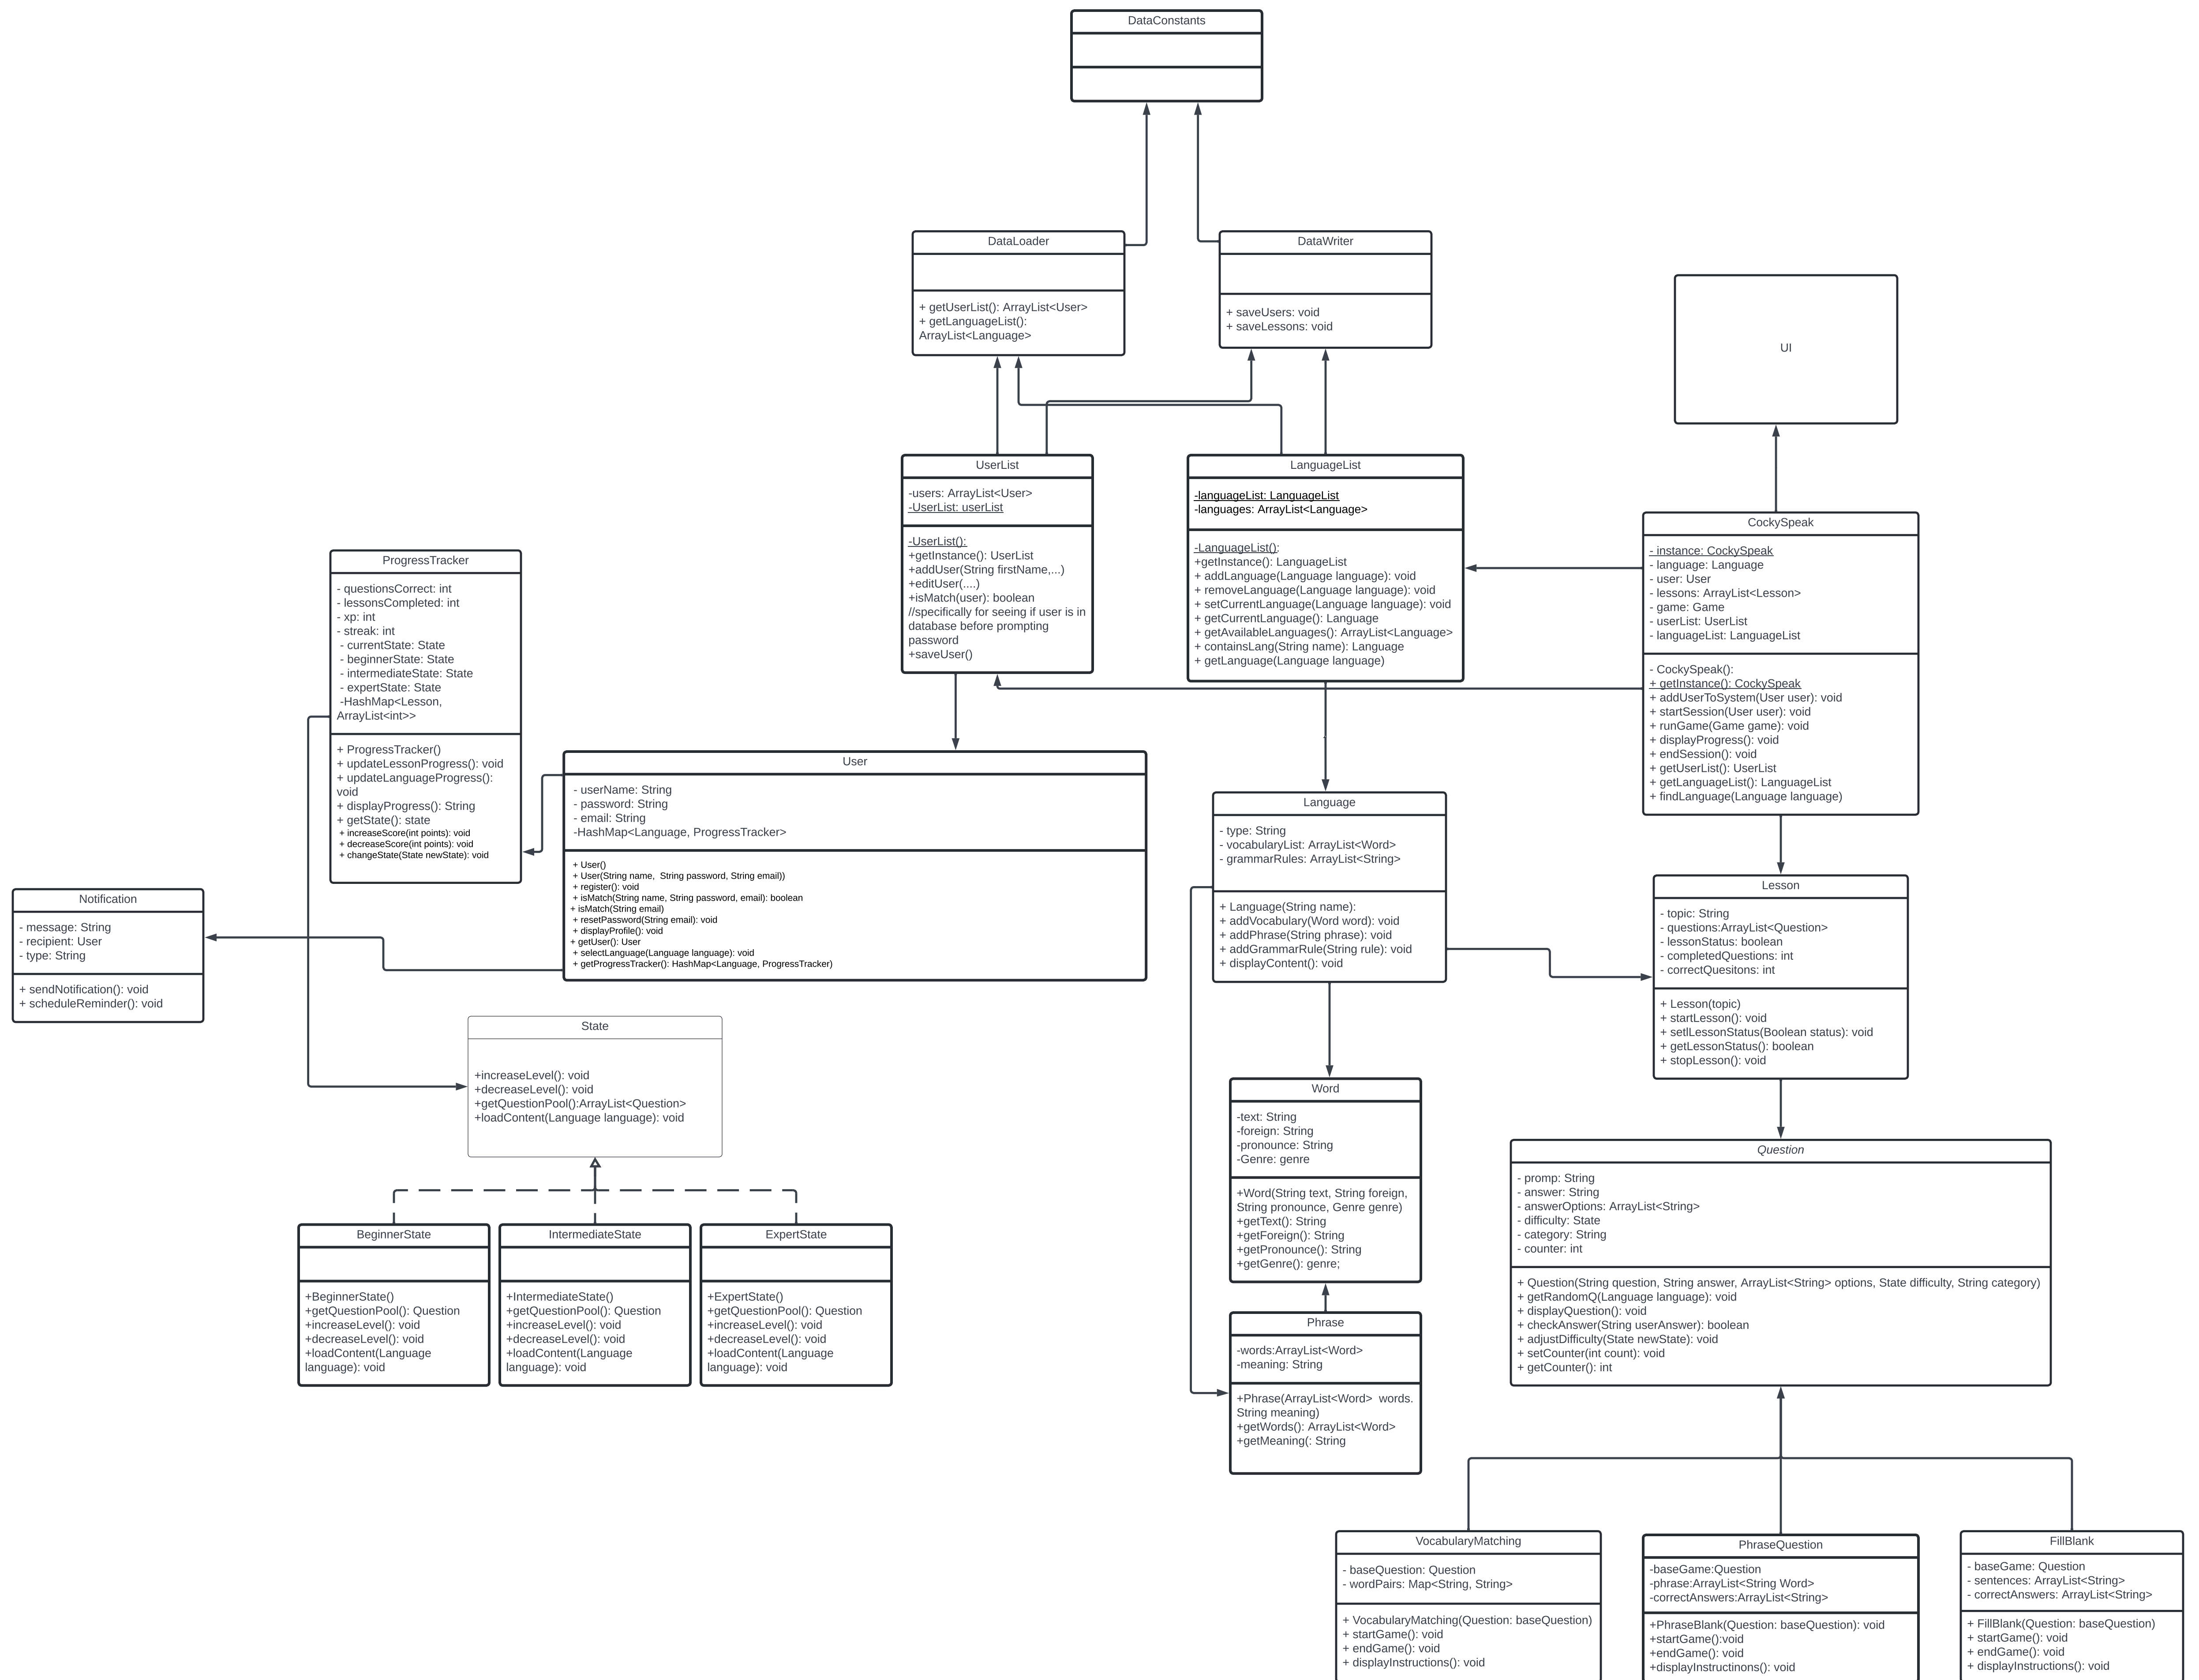 DataConstants
DataLoader
+ getUserList(): ArrayList<User>
+ getLanguageList():
ArrayList<Language>
DataWriter
+ saveUsers: void
+ saveLessons: void
UI
UserList
-users: ArrayList<User>
-UserList: userList
-UserList():
+getInstance(): UserList
+addUser(String firstName,...)
+editUser(....)
+isMatch(user): boolean
//specifically for seeing if user is in
database before prompting
password
+saveUser()
LanguageList
-languageList: LanguageList
-languages: ArrayList<Language>
-LanguageList():
+getInstance(): LanguageList
+ addLanguage(Language language): void
+ removeLanguage(Language language): void
+ setCurrentLanguage(Language language): void
+ getCurrentLanguage(): Language
+ getAvailableLanguages(): ArrayList<Language>
+ containsLang(String name): Language
+ getLanguage(Language language)
CockySpeak
- instance: CockySpeak
- language: Language
- user: User
- lessons: ArrayList<Lesson>
- game: Game
- userList: UserList
- languageList: LanguageList
- CockySpeak():
+ getInstance(): CockySpeak
+ addUserToSystem(User user): void
+ startSession(User user): void
+ runGame(Game game): void
+ displayProgress(): void
+ endSession(): void
+ getUserList(): UserList
+ getLanguageList(): LanguageList
+ findLanguage(Language language)
ProgressTracker
- questionsCorrect: int
- lessonsCompleted: int
- xp: int
- streak: int
- currentState: State
- beginnerState: State
- intermediateState: State
- expertState: State
-HashMap<Lesson,
ArrayList<int>>
+ ProgressTracker()
+ updateLessonProgress(): void
+ updateLanguageProgress():
void
+ displayProgress(): String
+ getState(): state
+ increaseScore(int points): void
+ decreaseScore(int points): void
+ changeState(State newState): void
User
- userName: String
- password: String
- email: String
-HashMap<Language, ProgressTracker>
+ User()
+ User(String name, String password, String email))
+ register(): void
+ isMatch(String name, String password, email): boolean
+ isMatch(String email)
+ resetPassword(String email): void
+ displayProfile(): void
+ getUser(): User
+ selectLanguage(Language language): void
+ getProgressTracker(): HashMap<Language, ProgressTracker)
Language
- type: String
- vocabularyList: ArrayList<Word>
- grammarRules: ArrayList<String>
+ Language(String name):
+ addVocabulary(Word word): void
+ addPhrase(String phrase): void
+ addGrammarRule(String rule): void
+ displayContent(): void
Lesson
- topic: String
- questions:ArrayList<Question>
- lessonStatus: boolean
- completedQuestions: int
- correctQuesitons: int
+ Lesson(topic)
+ startLesson(): void
+ setlLessonStatus(Boolean status): void
+ getLessonStatus(): boolean
+ stopLesson(): void
Notification
- message: String
- recipient: User
- type: String
+ sendNotification(): void
+ scheduleReminder(): void
State
+increaseLevel(): void
+decreaseLevel(): void
+getQuestionPool():ArrayList<Question>
+loadContent(Language language): void
Word
-text: String
-foreign: String
-pronounce: String
-Genre: genre
+Word(String text, String foreign,
String pronounce, Genre genre)
+getText(): String
+getForeign(): String
+getPronounce(): String
+getGenre(): genre;
Question
- promp: String
- answer: String
- answerOptions: ArrayList<String>
- difficulty: State
- category: String
- counter: int
+ Question(String question, String answer, ArrayList<String> options, State difficulty, String category)
+ getRandomQ(Language language): void
+ displayQuestion(): void
+ checkAnswer(String userAnswer): boolean
+ adjustDifficulty(State newState): void
+ setCounter(int count): void
+ getCounter(): int
BeginnerState
+BeginnerState()
+getQuestionPool(): Question
+increaseLevel(): void
+decreaseLevel(): void
+loadContent(Language
language): void
IntermediateState
+IntermediateState()
+getQuestionPool(): Question
+increaseLevel(): void
+decreaseLevel(): void
+loadContent(Language
language): void
ExpertState
+ExpertState()
+getQuestionPool(): Question
+increaseLevel(): void
+decreaseLevel(): void
+loadContent(Language
language): void
Phrase
-words:ArrayList<Word>
-meaning: String
+Phrase(ArrayList<Word> words.
String meaning)
+getWords(): ArrayList<Word>
+getMeaning(: String
VocabularyMatching
- baseQuestion: Question
- wordPairs: Map<String, String>
+ VocabularyMatching(Question: baseQuestion)
+ startGame(): void
+ endGame(): void
+ displayInstructions(): void
PhraseQuestion
-baseGame:Question
-phrase:ArrayList<String Word>
-correctAnswers:ArrayList<String>
+PhraseBlank(Question: baseQuestion): void
+startGame():void
+endGame(): void
+displayInstructinons(): void
FillBlank
- baseGame: Question
- sentences: ArrayList<String>
- correctAnswers: ArrayList<String>
+ FillBlank(Question: baseQuestion)
+ startGame(): void
+ endGame(): void
+ displayInstructions(): void